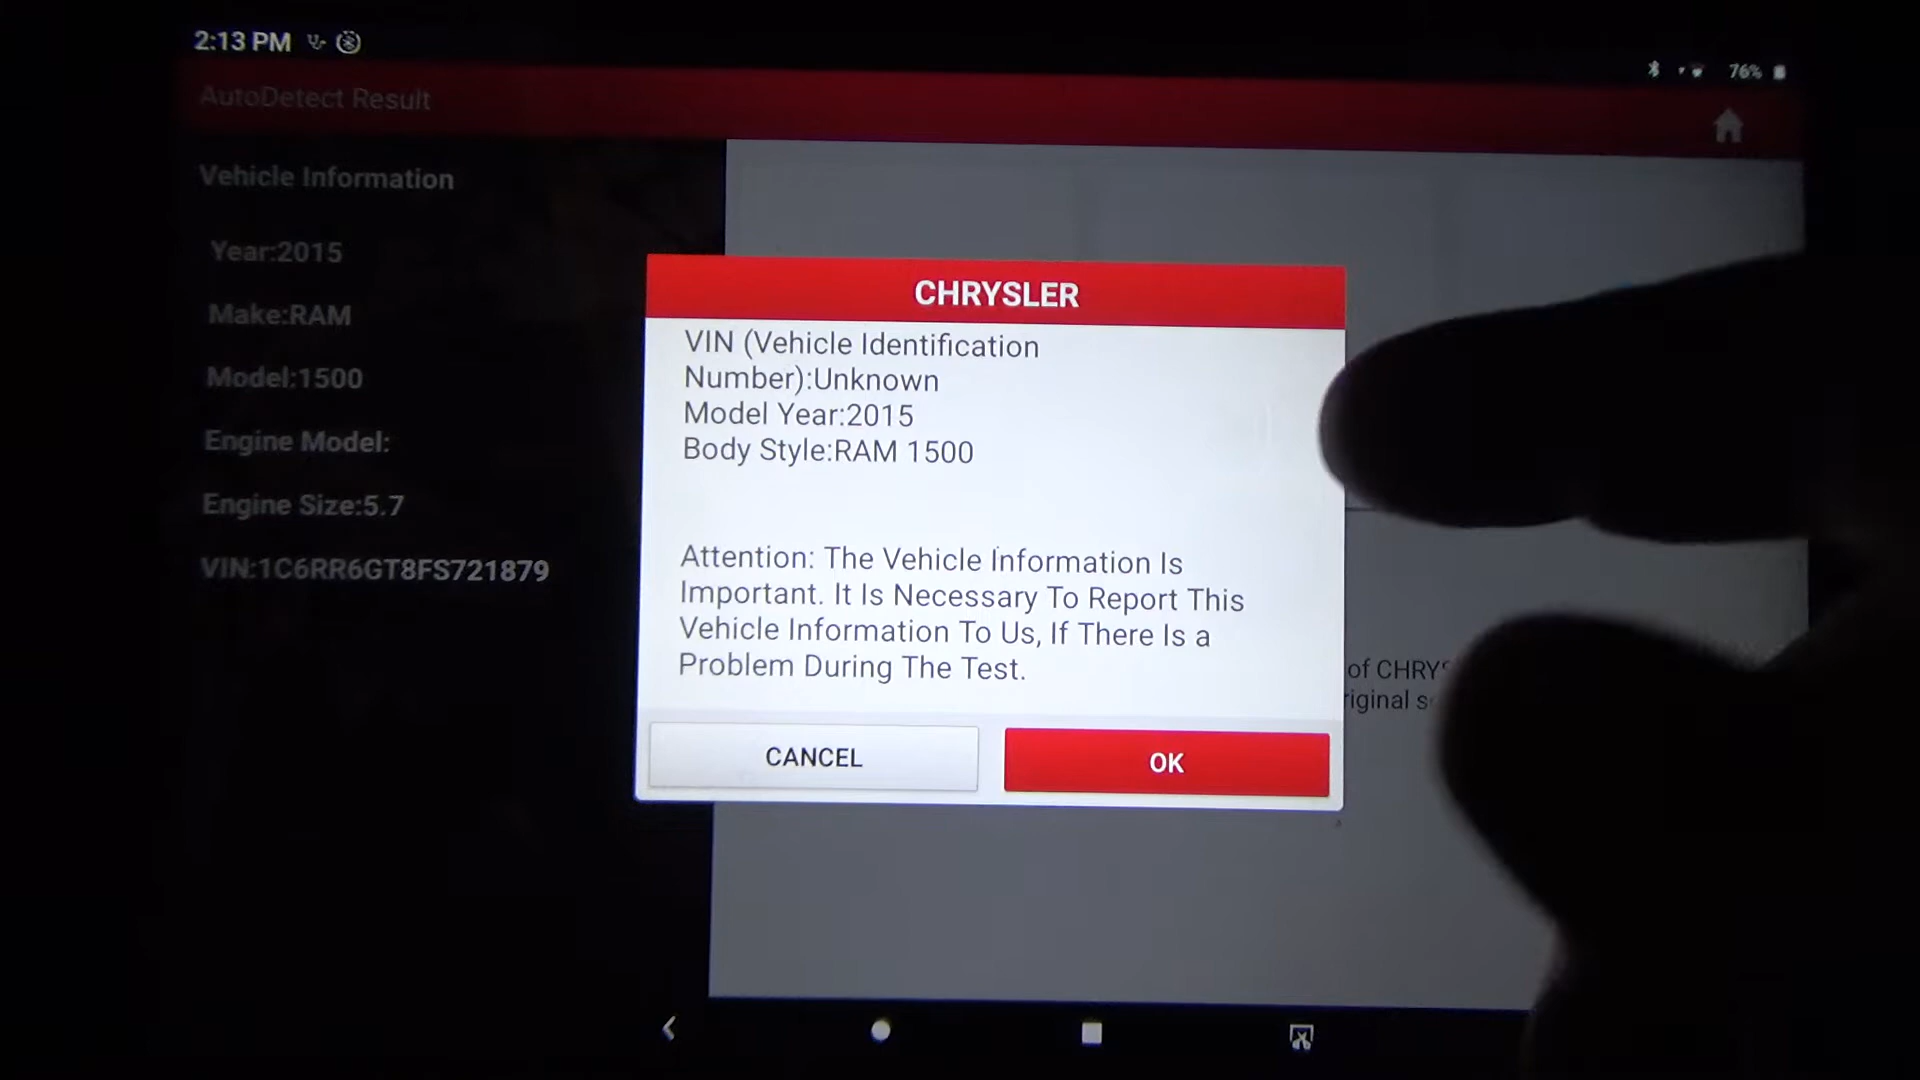 2:13 PM
76%
AutoDetect Result
Vehicle Information
Year:2015
Make:RAM
Model:1500
Engine Model:
Engine Size:5.7
VIN:1C6RR6GT8FS721879
CHRYSLER
VIN (Vehicle Identification
Number):Unknown
Model Year:2015
Body Style:RAM 1500
Attention: The Vehicle Information Is
Important. It Is Necessary To Report This
Vehicle Information To Us, If There Is a
Problem During The Test.
CANCEL
OK
of